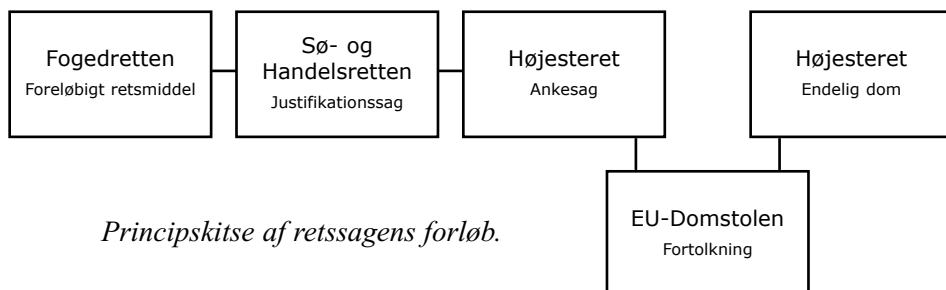 Fogedretten
Foreløbigt retsmiddel
Sø- og
Handelsretten
Justifikationssag
Højesteret
Ankesag
Højesteret
Endelig dom
EU-Domstolen
Fortolkning
Principskitse af retssagens forløb.